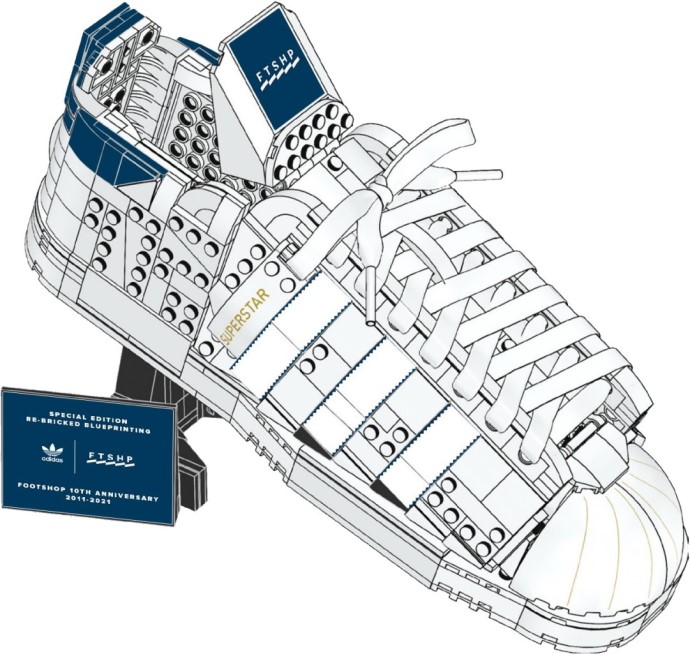 FTSHP
SUPERSTAR
SPECIAL EDITION
RE-BRICKED BLUEPRINTING
adidas
FTSHP
FOOTSHOP 10TH ANNIVERSARY
2011-2021